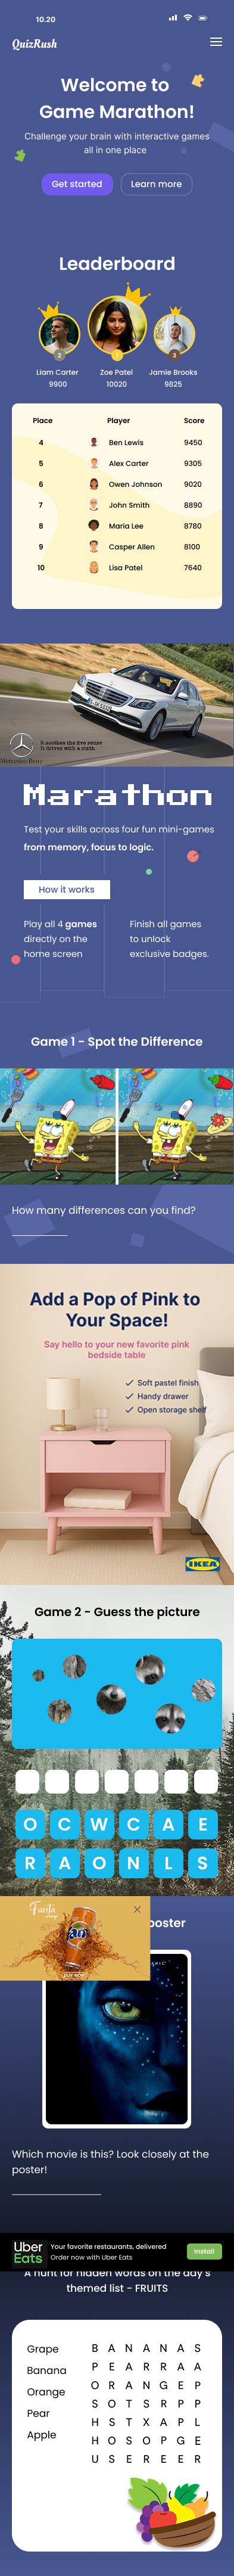 10.20
QuizRush
Welcome to
Game Marathon!
Challenge your brain with interactive games
all in one place
Get started
Learn more
Leaderboard
2
1
3
Liam Carter
Zoe Patel
Jamie Brooks
9900
10020
9825
Place Player Score
4 Ben Lewis 9450
5 Alex Carter 9305
6 Owen Johnson 9020
7 John Smith 8890
8 Maria Lee 8780
9 Casper Allen 8100
10 Lisa Patel 7640
It soothes the five sense
It drives with a sixth
Mercedes-Benz
Marathon
Test your skills across four fun mini-games
from memory, focus to logic.
How it works
Play all 4 games
directly on the
home screen
Finish all games
to unlock
exclusive badges.
Game 1 - Spot the Difference
How many differences can you find?
Add a Pop of Pink to
Your Space!
Say hello to your new favorite pink
bedside table
Soft pastel finish
Handy drawer
Open storage shelf
IKEA
Game 2 - Guess the picture
O C W C A E
R A O N L S
Fanta
BUY NOW
poster
Which movie is this? Look closely at the
poster!
Uber
Eats
Your favorite restaurants, delivered
Order now with Uber Eats
Install
A hunt for hidden words on the day's
themed list - FRUITS
Grape
Banana
Orange
Pear
Apple
B A N A N A S
P E A R R A A
O R A N G E P
S O T S R P P
H S T X A P L
H O S O P G E
U S E R E E R